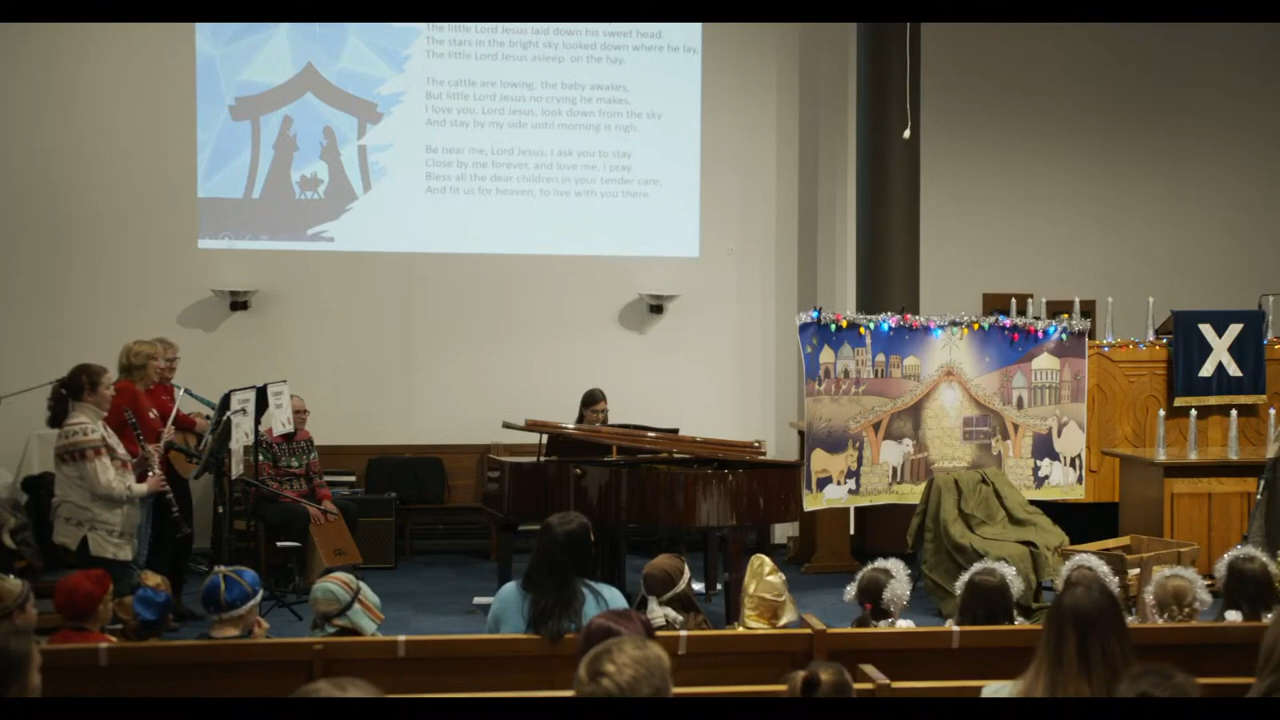 The little Lord Jesus laid down his sweet head.
The stars in the bright sky looked down where he lay,
The little Lord Jesus asleep on the hay.
The cattle are lowing, the baby awakes,
But little Lord Jesus no crying he makes.
I love you, Lord Jesus, look down from the sky
And stay by my side until morning is nigh.
Be near me, Lord Jesus, I ask you to stay
Close by me forever, and love me, I pray.
Bless all the dear children in your tender care,
And fit us for heaven, to live with you there.
X